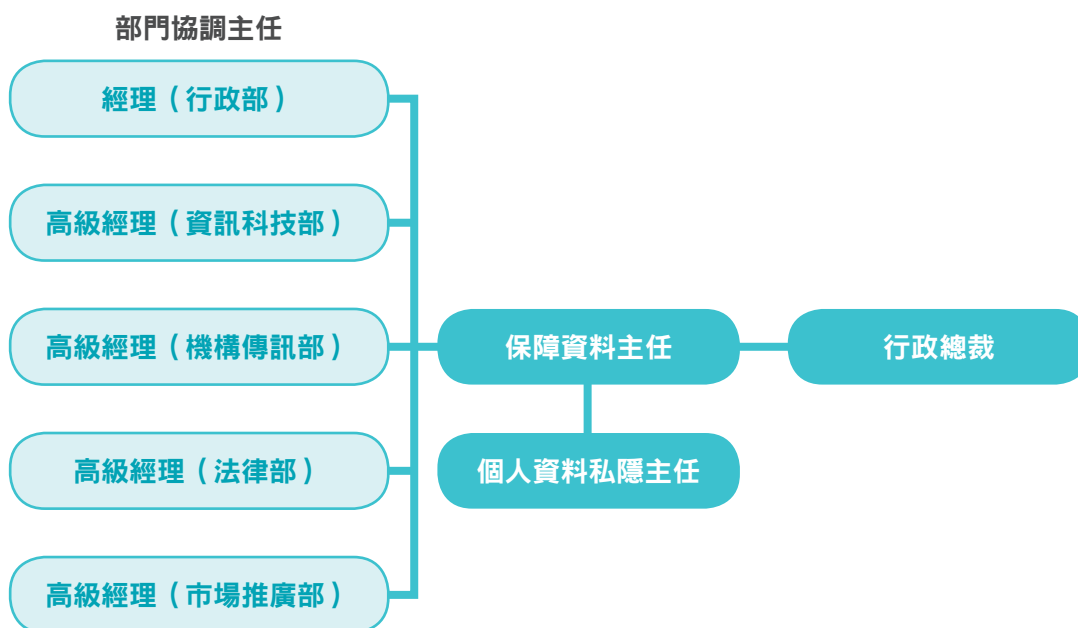 部門協調主任
經理（行政部）
高級經理（資訊科技部）
高級經理（機構傳訊部）
保障資料主任
行政總裁
高級經理（法律部）
個人資料私隱主任
高級經理（市場推廣部）